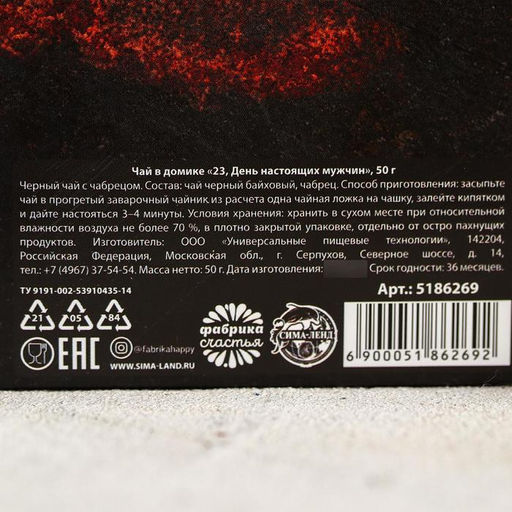 Чай в домике «23, День настоящих мужчин», 50 г
Черный чай с чабрецом. Состав: чай черный байховый, чабрец. Способ приготовления: засыпьте
чай в прогретый заварочный чайник из расчета одна чайная ложка на чашку, залейте кипятком
и дайте настояться 3–4 минуты. Условия хранения: хранить в сухом месте при относительной
влажности воздуха не более 70 %, в плотно закрытой упаковке, отдельно от остро пахнущих
продуктов. Изготовитель: ООО «Универсальные пищевые технологии», 142204,
Российская Федерация, Московская обл., г. Серпухов, Северное шоссе, д. 14,
тел.: +7 (4967) 37-54-54. Масса нетто: 50 г. Дата изготовления: Срок годности: 36 месяцев.
ТУ 9191-002-53910435-14
Арт.: 5186269
21 05 84
фабрика
счастья
СИМА-ЛЕНД
EAC
@fabrikahappy
WWW.SIMA-LAND.RU
6 900051 862692